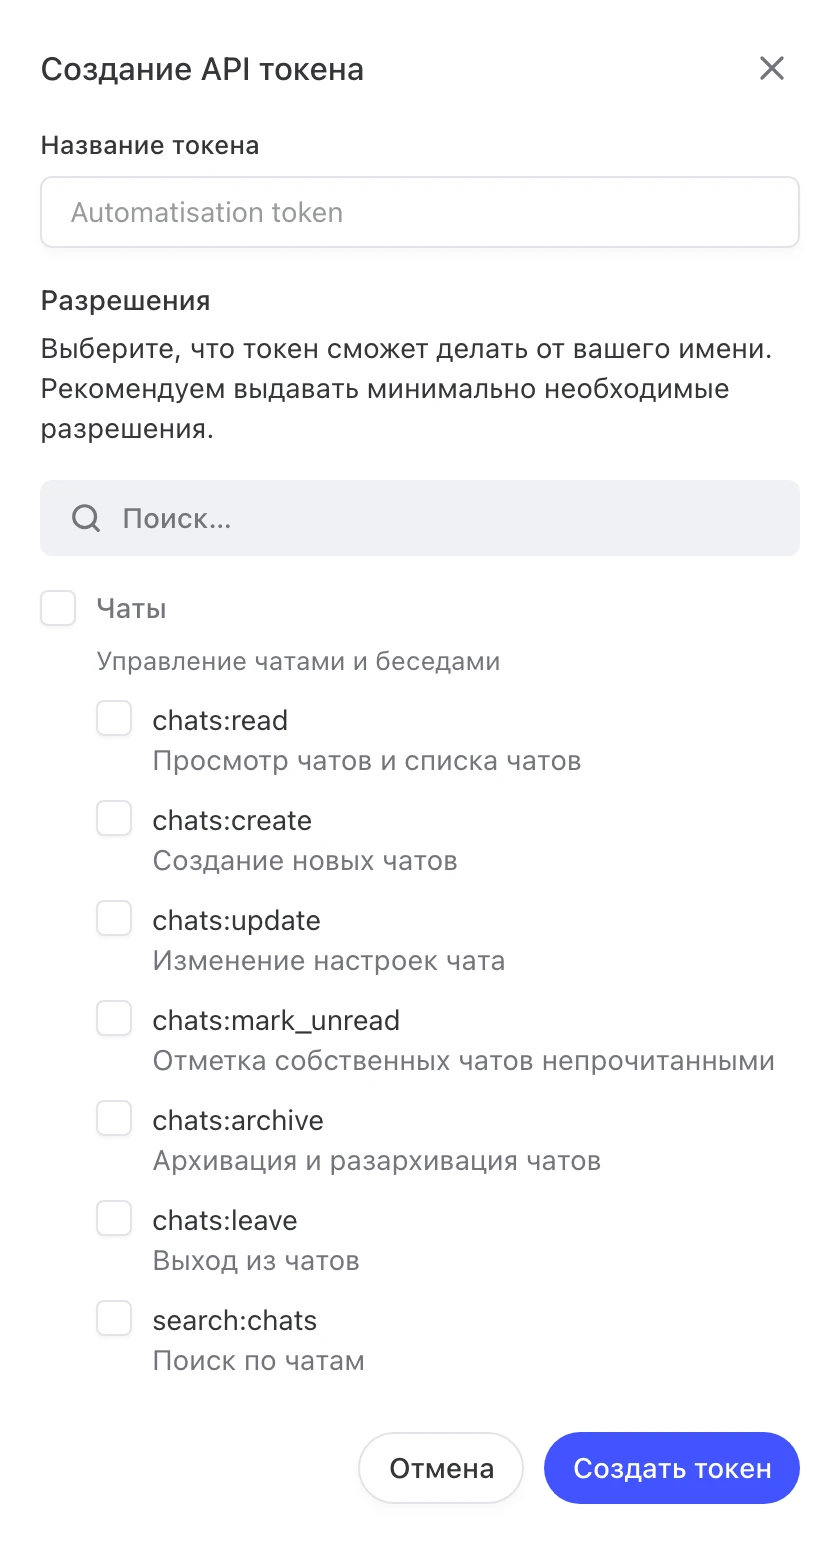 Создание API токена
Название токена
Automatisation token
Разрешения
Выберите, что токен сможет делать от вашего имени.
Рекомендуем выдавать минимально необходимые
разрешения.
Поиск...
Чаты
Управление чатами и беседами
chats:read
Просмотр чатов и списка чатов
chats:create
Создание новых чатов
chats:update
Изменение настроек чата
chats:mark_unread
Отметка собственных чатов непрочитанными
chats:archive
Архивация и разархивация чатов
chats:leave
Выход из чатов
search:chats
Поиск по чатам
Отмена
Создать токен